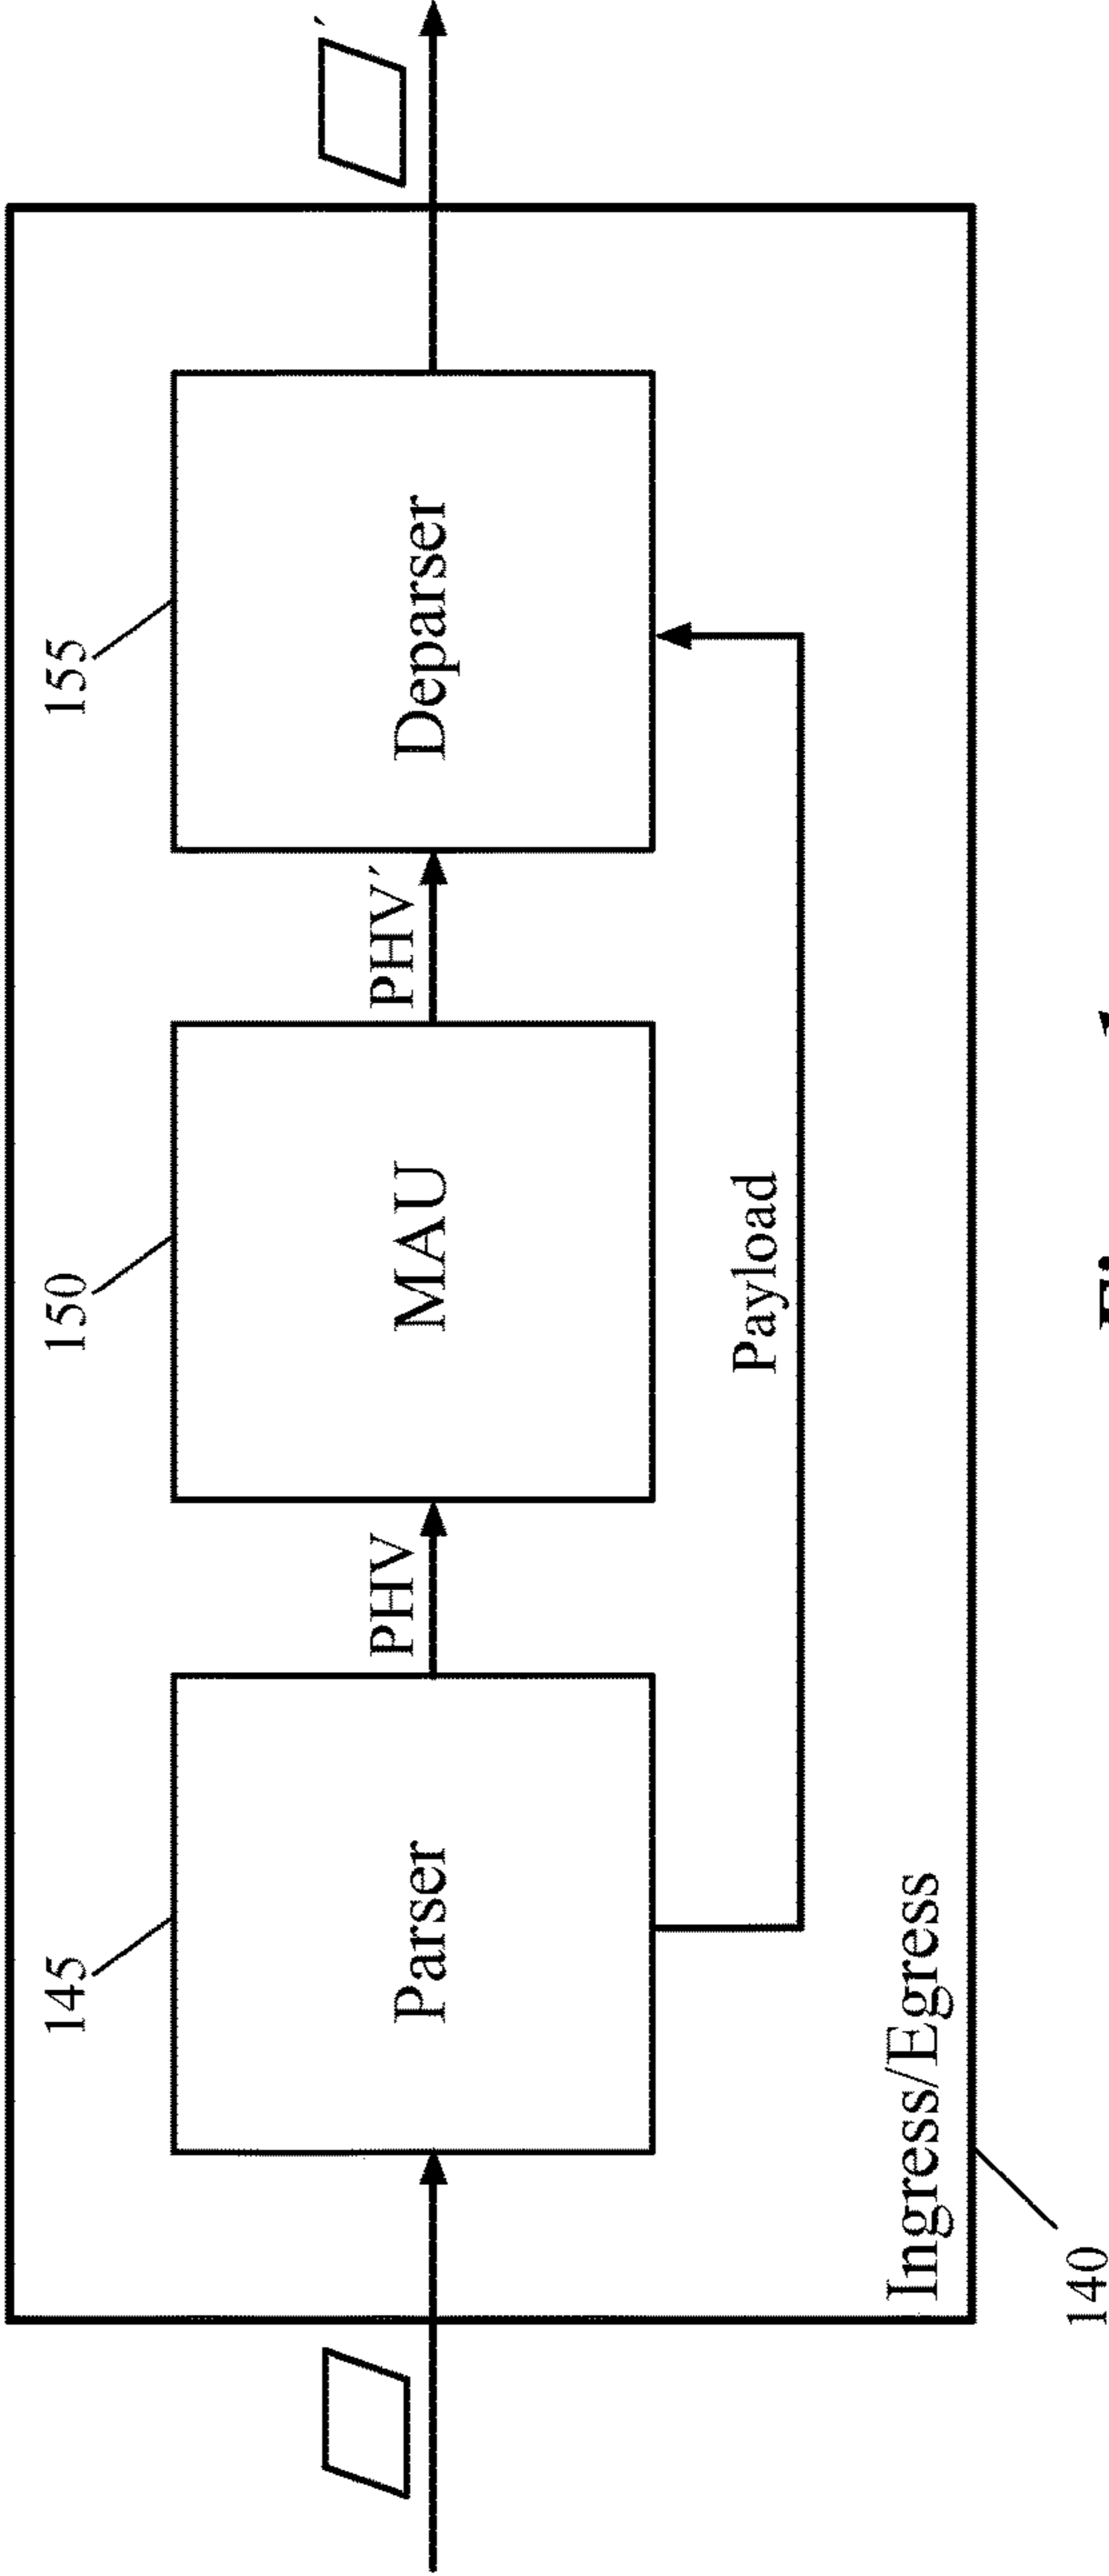 145
150
155
Parser
PHV
MAU
PHV´
Deparser
´
Payload
Ingress/Egress
140